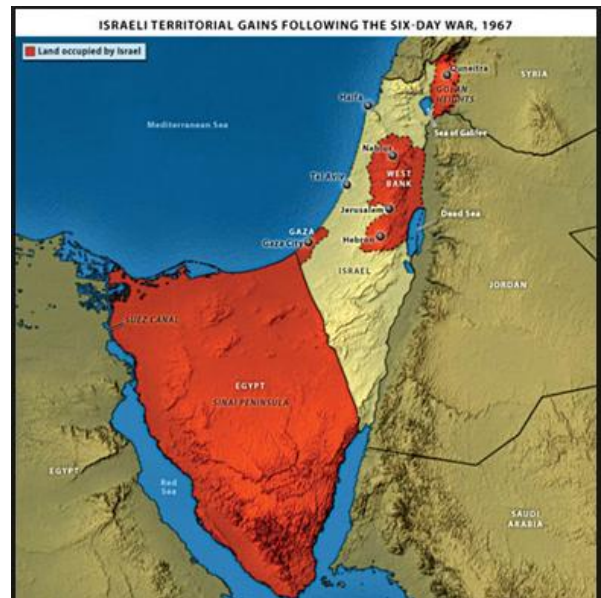 ISRAELI TERRITORIAL GAINS FOLLOWING THE SIX-DAY WAR, 1967
Land occupied by Israel
Quneitra
SYRIA
GOLAN
HEIGHTS
Haifa
Mediterranean Sea
Sea of Galilee
Nablus
WEST
BANK
Tel Aviv
Jerusalem
Dead Sea
GAZA
Gaza City
Hebron
ISRAEL
JORDAN
SUEZ CANAL
EGYPT
SINAI PENINSULA
EGYPT
Red
Sea
SAUDI
ARABIA